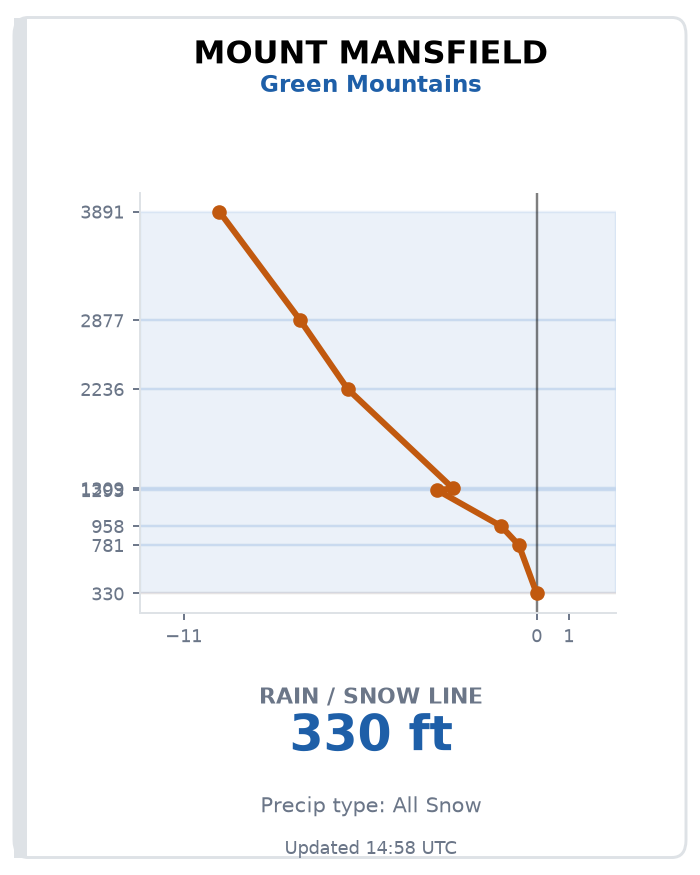 MOUNT MANSFIELD
Green Mountains
3891
2877
2236
958
781
330
−11 0 1
RAIN / SNOW LINE
330 ft
Precip type: All Snow
Updated 14:58 UTC